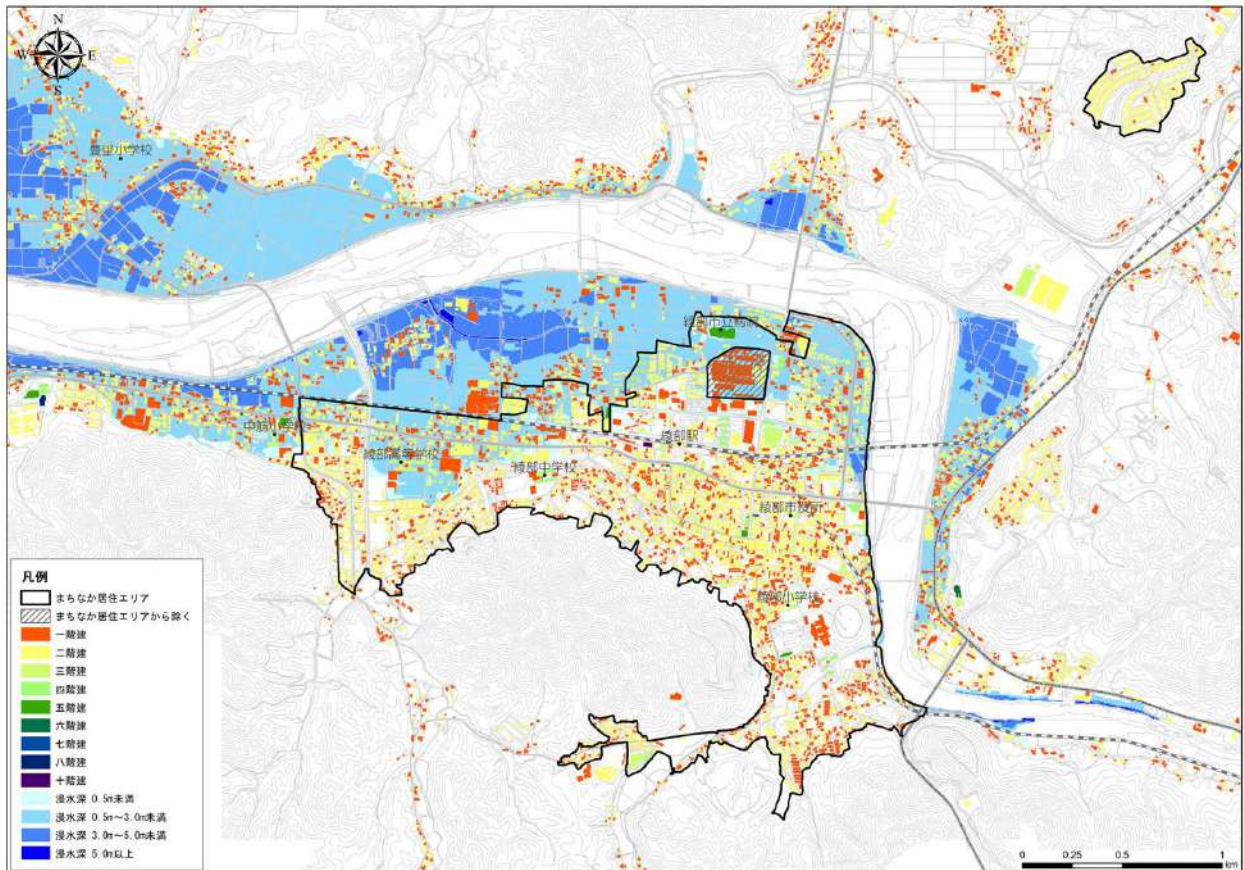 N
W
E
S
豊里小学校
綾部市立病院
中筋小学校
綾部高等学校
綾部中学校
綾部駅
綾部市役所
綾部小学校
凡例
まちなか居住エリア
まちなか居住エリアから除く
一階建
二階建
三階建
四階建
五階建
六階建
七階建
八階建
十階建
浸水深 0.5m未満
浸水深 0.5m～3.0m未満
浸水深 3.0m～5.0m未満
浸水深 5.0m以上
0 0.25 0.5 1
km